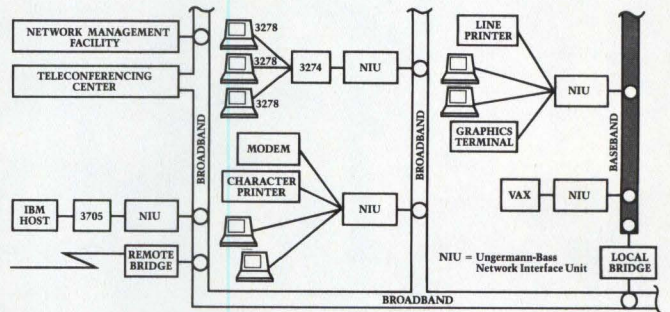 NETWORK MANAGEMENT
FACILITY
TELECONFERENCING
CENTER
BROADBAND
3278
3278
3278
3274
NIU
MODEM
CHARACTER
PRINTER
NIU
BROADBAND
LINE
PRINTER
NIU
GRAPHICS
TERMINAL
BASEBAND
VAX
NIU
IBM
HOST
3705
NIU
REMOTE
BRIDGE
NIU = Ungermann-Bass
Network Interface Unit
LOCAL
BRIDGE
BROADBAND